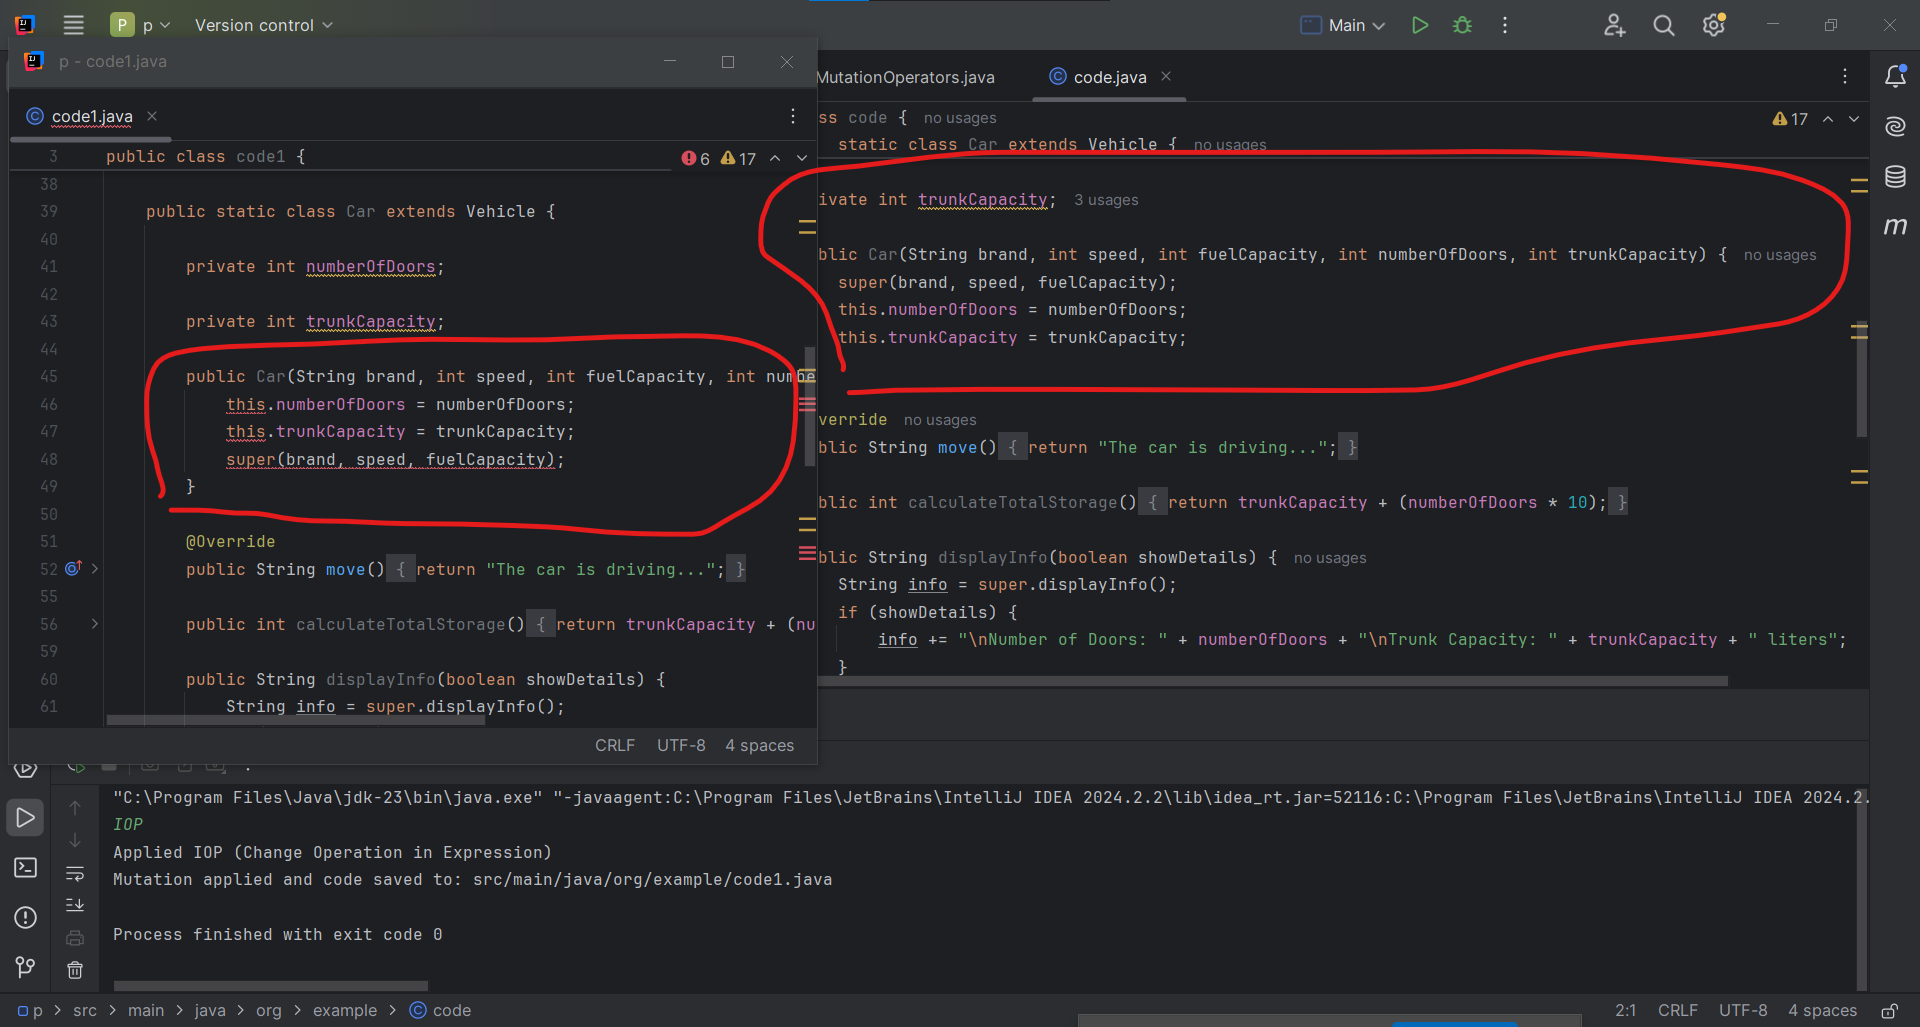 P p Version control Main
p - code1.java
code1.java
3 public class code1 { 6 17
38
39 public static class Car extends Vehicle {
40
41 private int numberOfDoors;
42
43 private int trunkCapacity;
44
45 public Car(String brand, int speed, int fuelCapacity, int numbe
46 this.numberOfDoors = numberOfDoors;
47 this.trunkCapacity = trunkCapacity;
48 super(brand, speed, fuelCapacity);
49 }
50
51 @Override
52 public String move() { return "The car is driving..."; }
55
56 public int calculateTotalStorage() { return trunkCapacity + (nu
59
60 public String displayInfo(boolean showDetails) {
61 String info = super.displayInfo();
CRLF UTF-8 4 spaces
MutationOperators.java code.java
ss code { no usages 17
static class Car extends Vehicle { no usages
ivate int trunkCapacity; 3 usages
blic Car(String brand, int speed, int fuelCapacity, int numberOfDoors, int trunkCapacity) { no usages
super(brand, speed, fuelCapacity);
this.numberOfDoors = numberOfDoors;
this.trunkCapacity = trunkCapacity;
verride no usages
blic String move() { return "The car is driving..."; }
blic int calculateTotalStorage() { return trunkCapacity + (numberOfDoors * 10); }
blic String displayInfo(boolean showDetails) { no usages
String info = super.displayInfo();
if (showDetails) {
info += "\nNumber of Doors: " + numberOfDoors + "\nTrunk Capacity: " + trunkCapacity + " liters";
}
m
"C:\Program Files\Java\jdk-23\bin\java.exe" "-javaagent:C:\Program Files\JetBrains\IntelliJ IDEA 2024.2.2\lib\idea_rt.jar=52116:C:\Program Files\JetBrains\IntelliJ IDEA 2024.2.
IOP
Applied IOP (Change Operation in Expression)
Mutation applied and code saved to: src/main/java/org/example/code1.java
Process finished with exit code 0
p > src > main > java > org > example > code 2:1 CRLF UTF-8 4 spaces